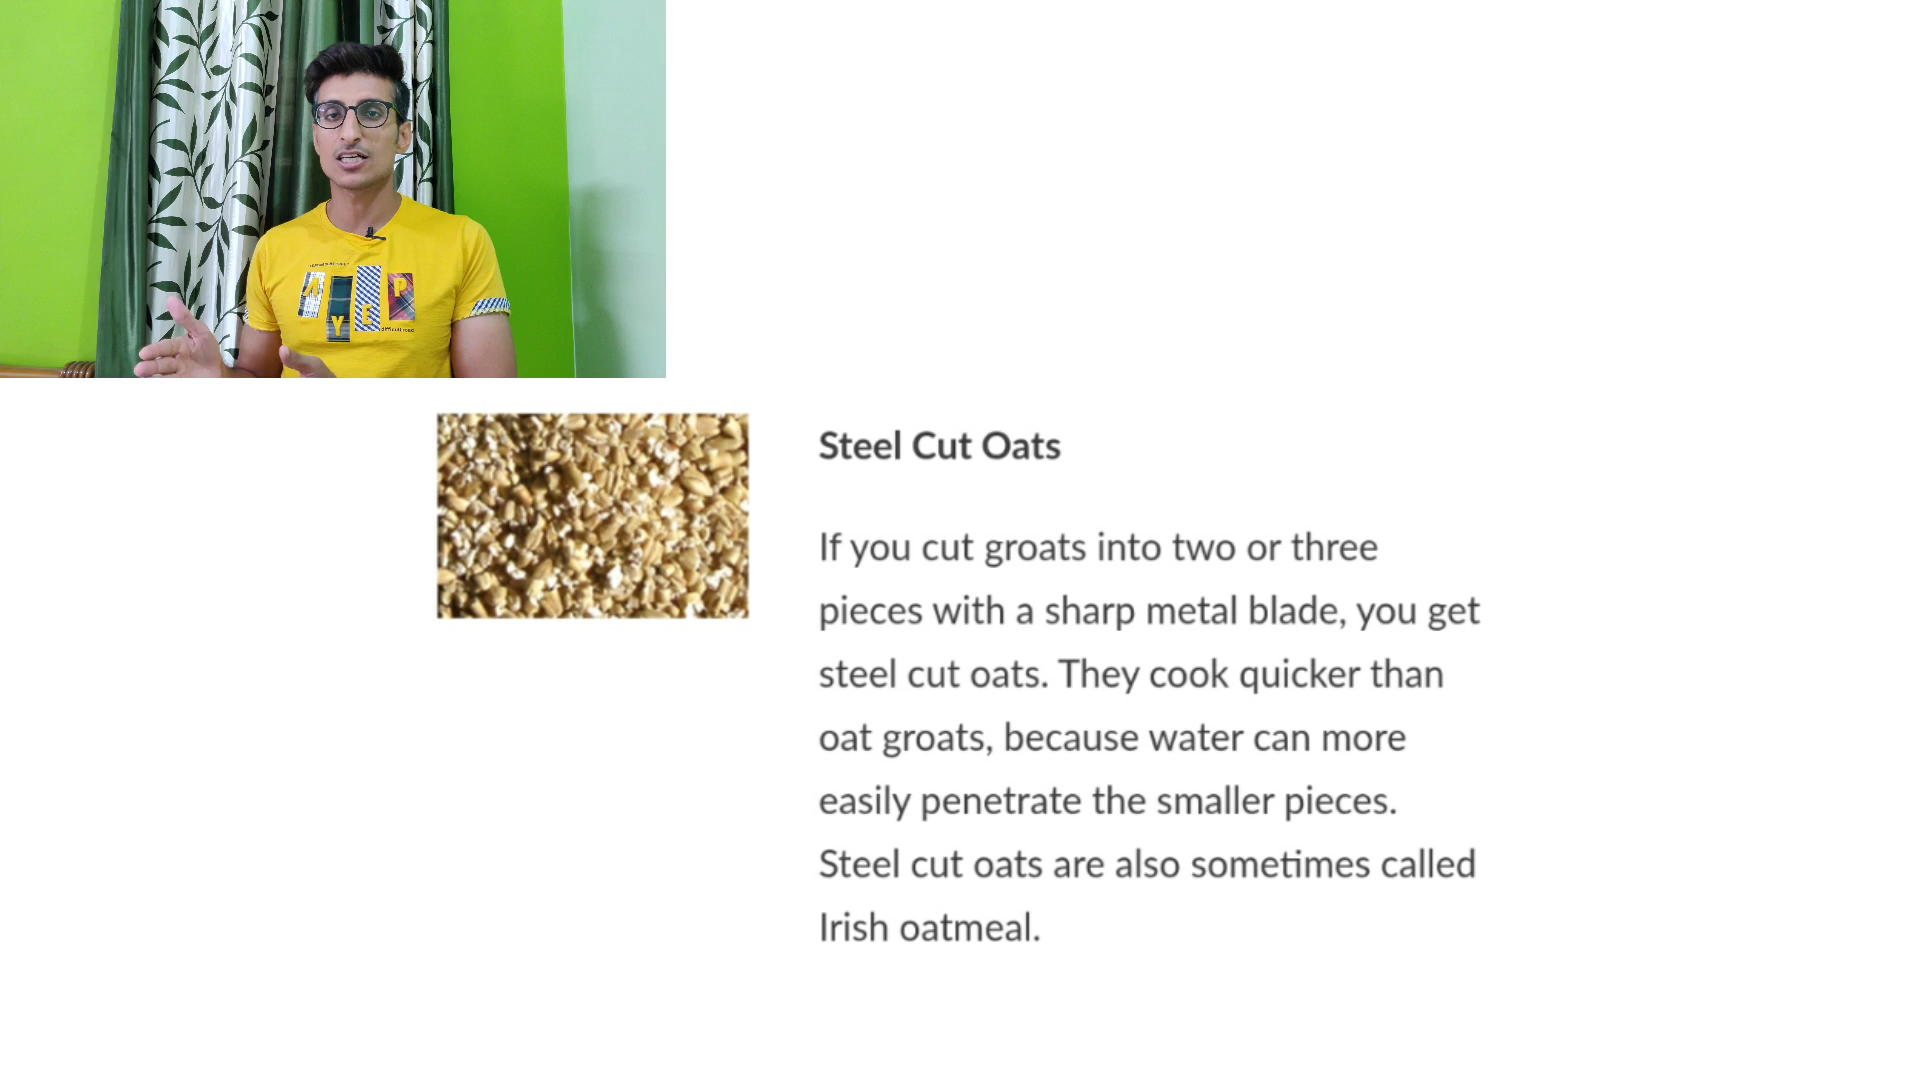 A
Y
E
P
difficult road
Steel Cut Oats
If you cut groats into two or three
pieces with a sharp metal blade, you get
steel cut oats. They cook quicker than
oat groats, because water can more
easily penetrate the smaller pieces.
Steel cut oats are also sometimes called
Irish oatmeal.